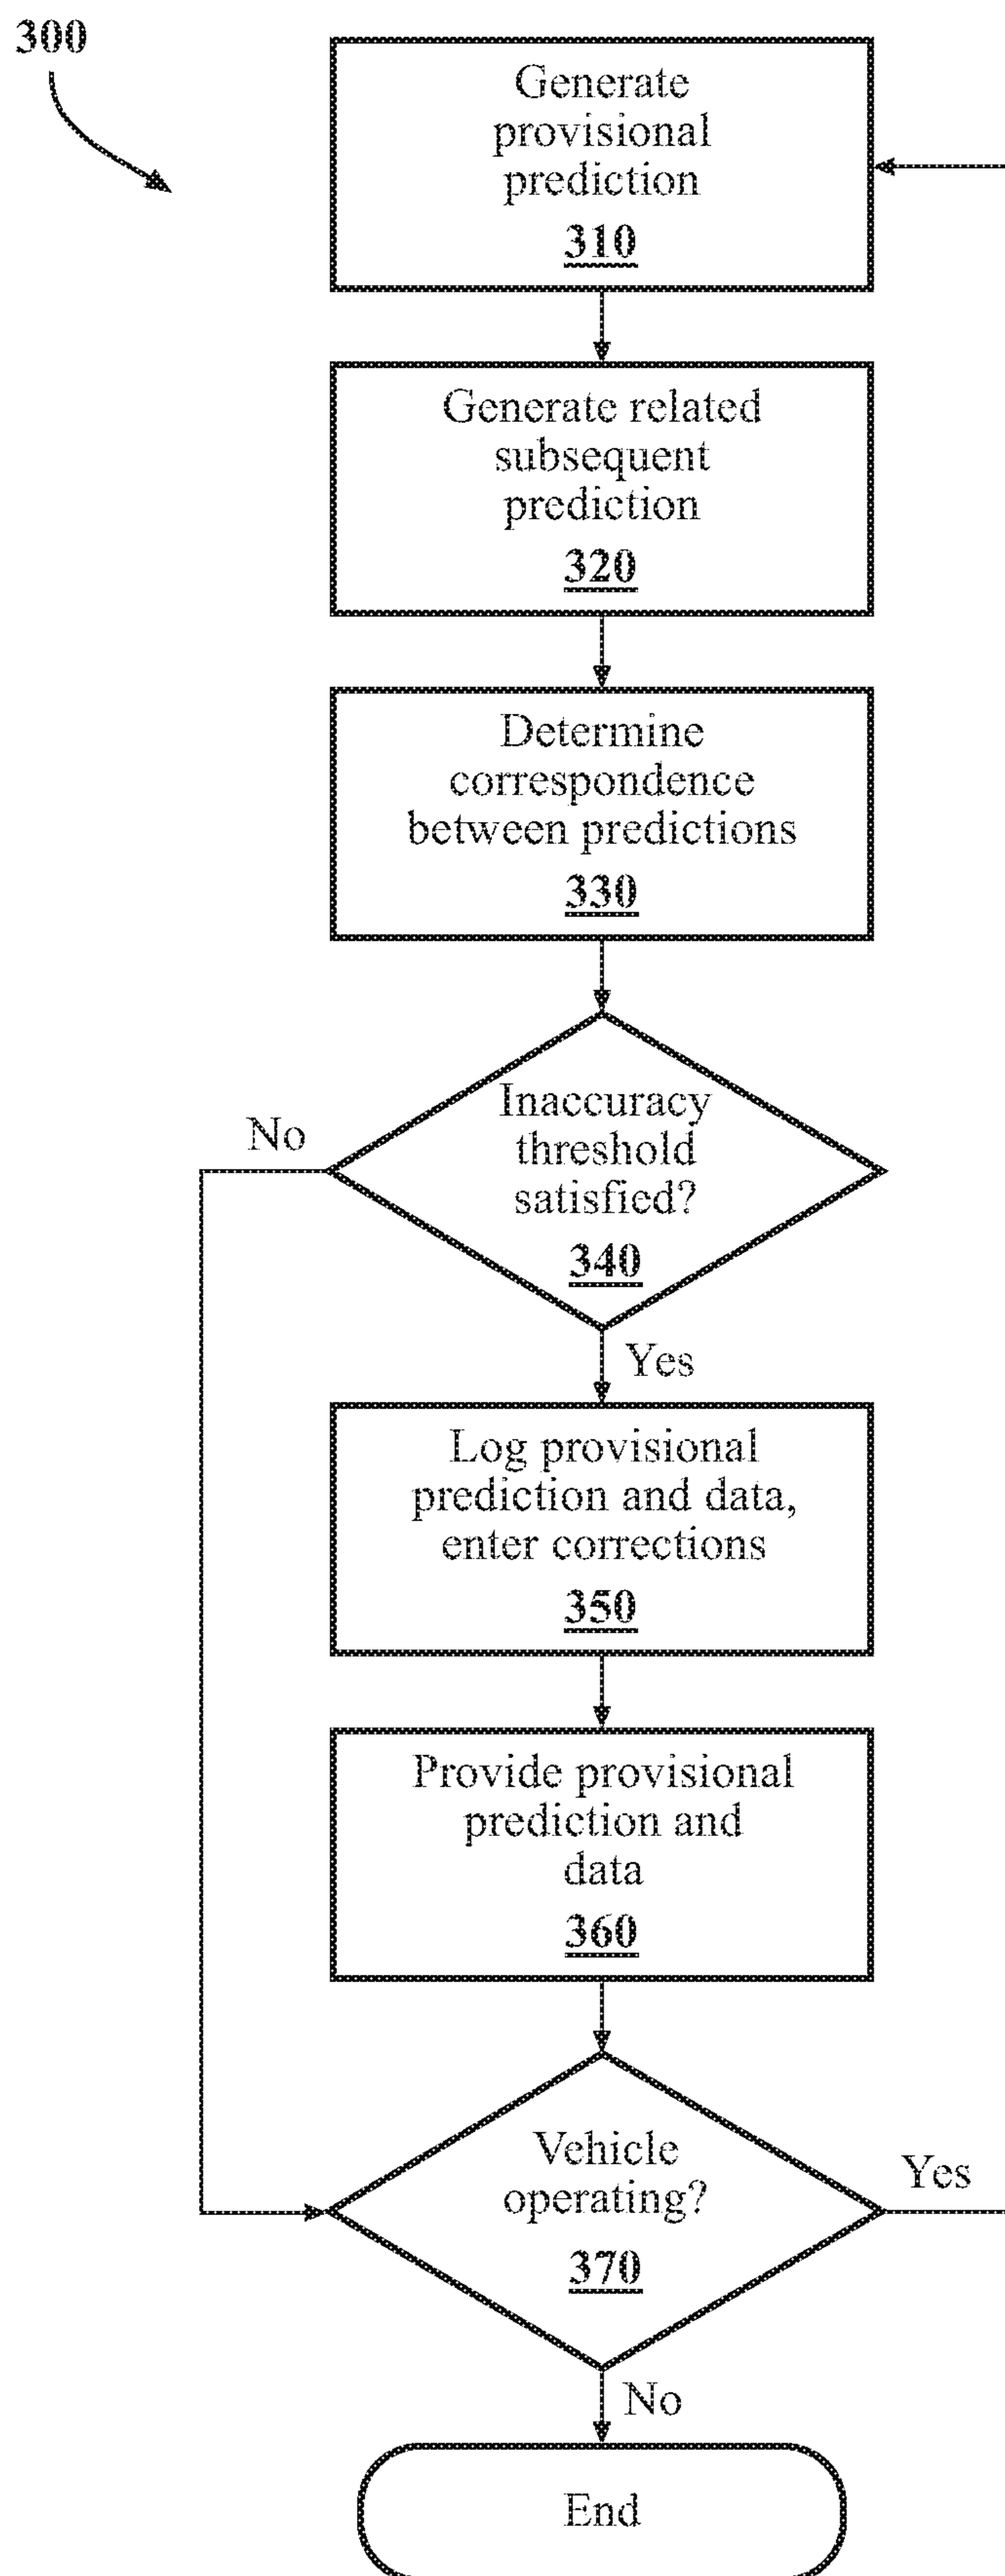 300
Generate
provisional
prediction
310
Generate related
subsequent
prediction
320
Determine
correspondence
between predictions
330
Inaccuracy
threshold
satisfied?
340
No
Yes
Log provisional
prediction and data,
enter corrections
350
Provide provisional
prediction and
data
360
Vehicle
operating?
370
Yes
No
End